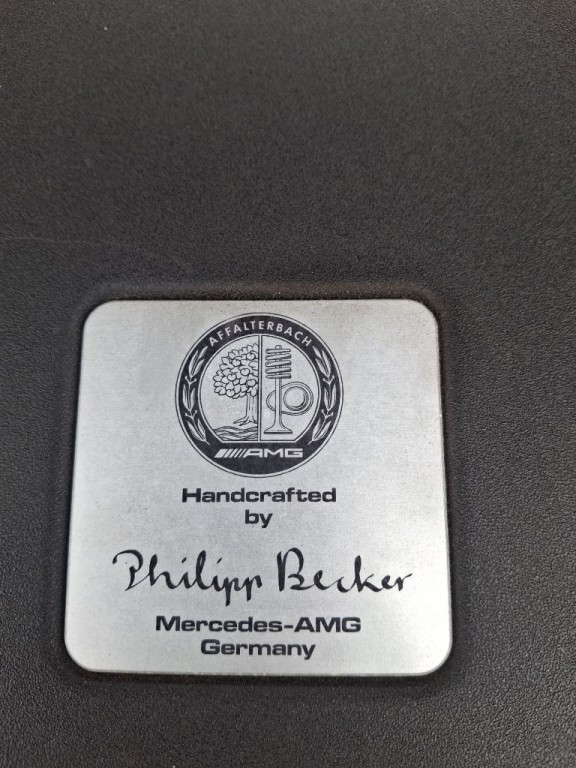 AFFALTERBACH
AMG
Handcrafted
by
Philipp Becker
Mercedes-AMG
Germany